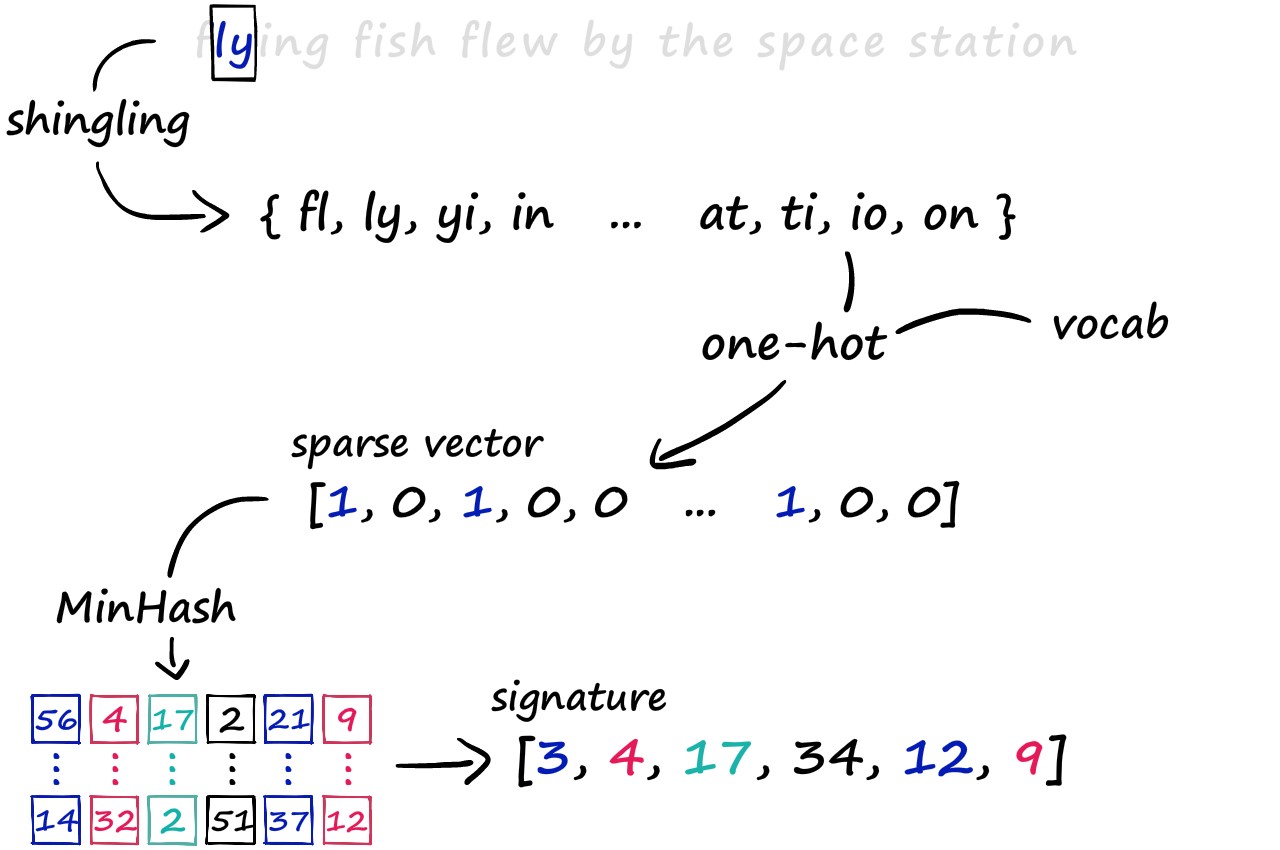 flying fish flew by the space station
shingling
{ fl, ly, yi, in ... at, ti, io, on }
one-hot
vocab
sparse vector
[1, 0, 1, 0, 0 ... 1, 0, 0]
MinHash
56 4 17 2 21 9
14 32 2 51 37 12
signature
[3, 4, 17, 34, 12, 9]